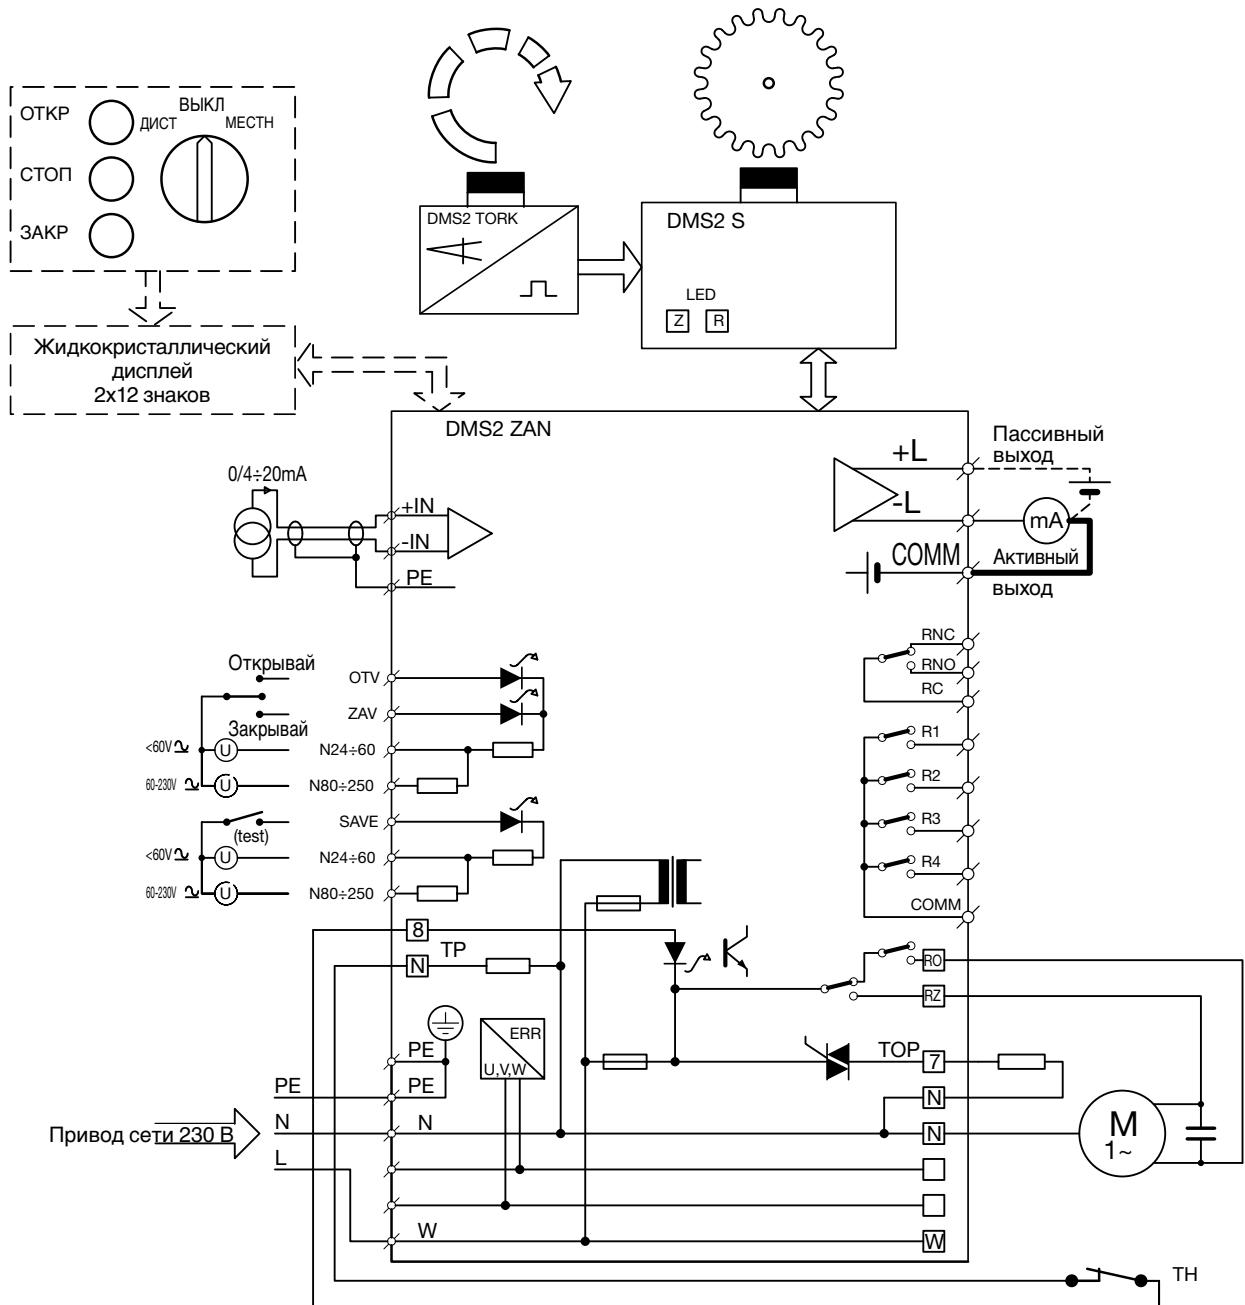 ОТКР
ВЫКЛ
ДИСТ
МЕСТН
СТОП
ЗАКР
Жидкокристаллический
дисплей
2x12 знаков
DMS2 TORK
DMS2 S
LED
Z
R
DMS2 ZAN
0/4÷20mA
+IN
-IN
PE
+L
-L
COMM
Пассивный
выход
mA
Активный
выход
Открывай
Закрывай
<60V
U
60-230V
U
(test)
<60V
U
60-230V
U
OTV
ZAV
N24÷60
N80÷250
SAVE
N24÷60
N80÷250
RNC
RNO
RC
R1
R2
R3
R4
COMM
8
TP
N
RO
RZ
ERR
U,V,W
PE
PE
TOP
7
N
PE
N
N
N
Привод сети 230 В
L
M
1~
W
W
TH